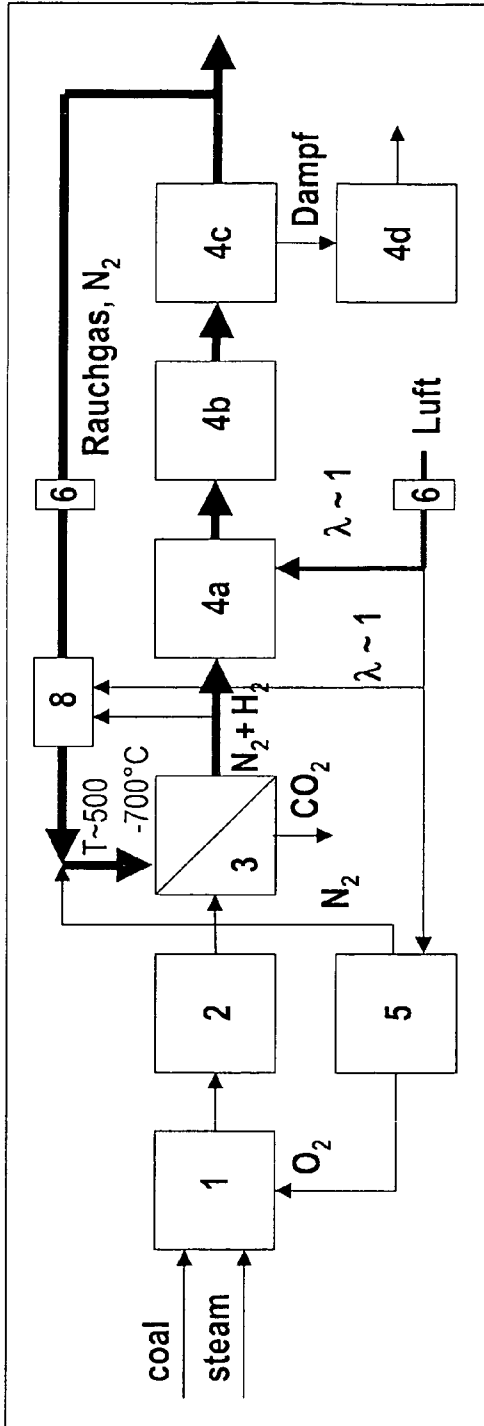 coal
steam
1
2
3
4a
4b
4c
4d
5
6
6
8
O₂
N₂
CO₂
N₂ + H₂
T~500
-700°C
λ ~ 1
λ ~ 1
Luft
Dampf
Rauchgas, N₂